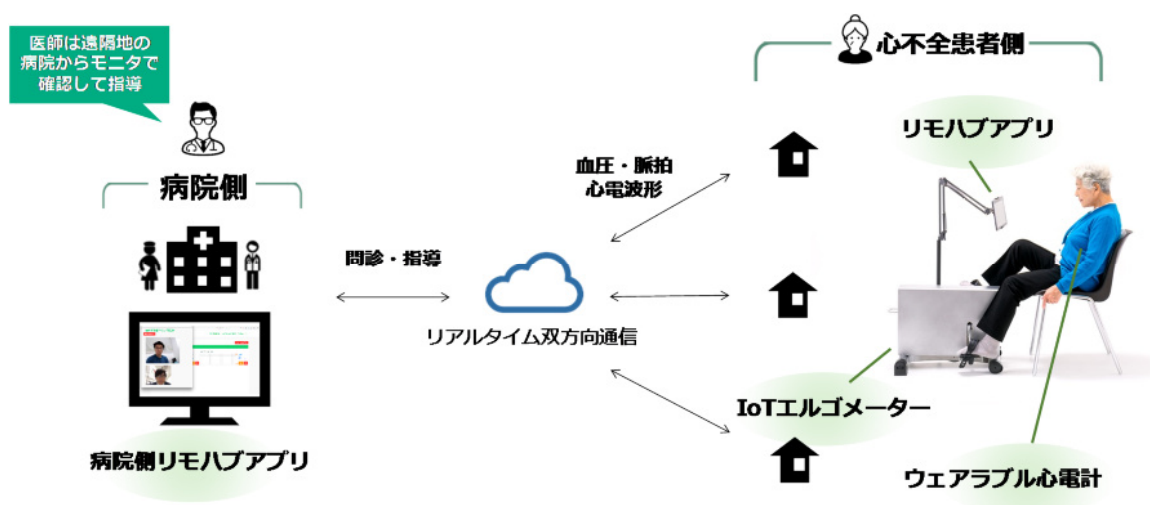 医師は遠隔地の
病院からモニタで
確認して指導
病院側
問診・指導
リアルタイム双方向通信
病院側リモハブアプリ
血圧・脈拍
心電波形
心不全患者側
リモハブアプリ
IoTエルゴメーター
ウェアラブル心電計